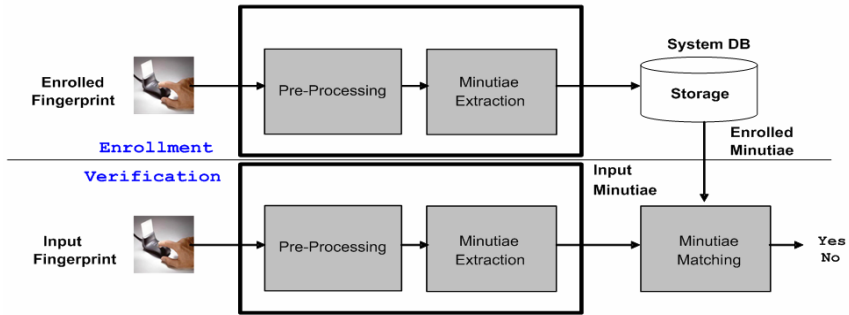 System DB
Enrolled
Fingerprint
Pre-Processing
Minutiae
Extraction
Storage
Enrollment
Enrolled
Minutiae
Verification
Input
Minutiae
Input
Fingerprint
Pre-Processing
Minutiae
Extraction
Minutiae
Matching
Yes
No